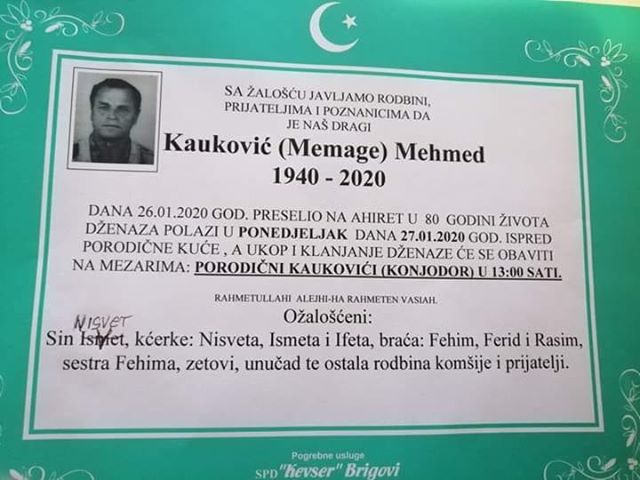 SA ŽALOŠĆU JAVLJAMO RODBINI,
PRIJATELJIMA I POZNANICIMA DA
JE NAŠ DRAGI
Kauković (Memage) Mehmed
1940 - 2020
DANA 26.01.2020 GOD. PRESELIO NA AHIRET U 80 GODINI ŽIVOTA
DŽENAZA POLAZI U PONEDJELJAK DANA 27.01.2020 GOD. ISPRED
PORODIČNE KUĆE , A UKOP I KLANJANJE DŽENAZE ĆE SE OBAVITI
NA MEZARIMA: PORODIČNI KAUKOVIĆI (KONJODOR) U 13:00 SATI.
RAHMETULLAHI ALEJHI-HA RAHMETEN VASIAH.
Ožalošćeni:
NISVET
Sin Ismet, kćerke: Nisveta, Ismeta i Ifeta, braća: Fehim, Ferid i Rasim,
sestra Fehima, zetovi, unučad te ostala rodbina komšije i prijatelji.
Pogrebne usluge
SPD "Kevser" Brigovi